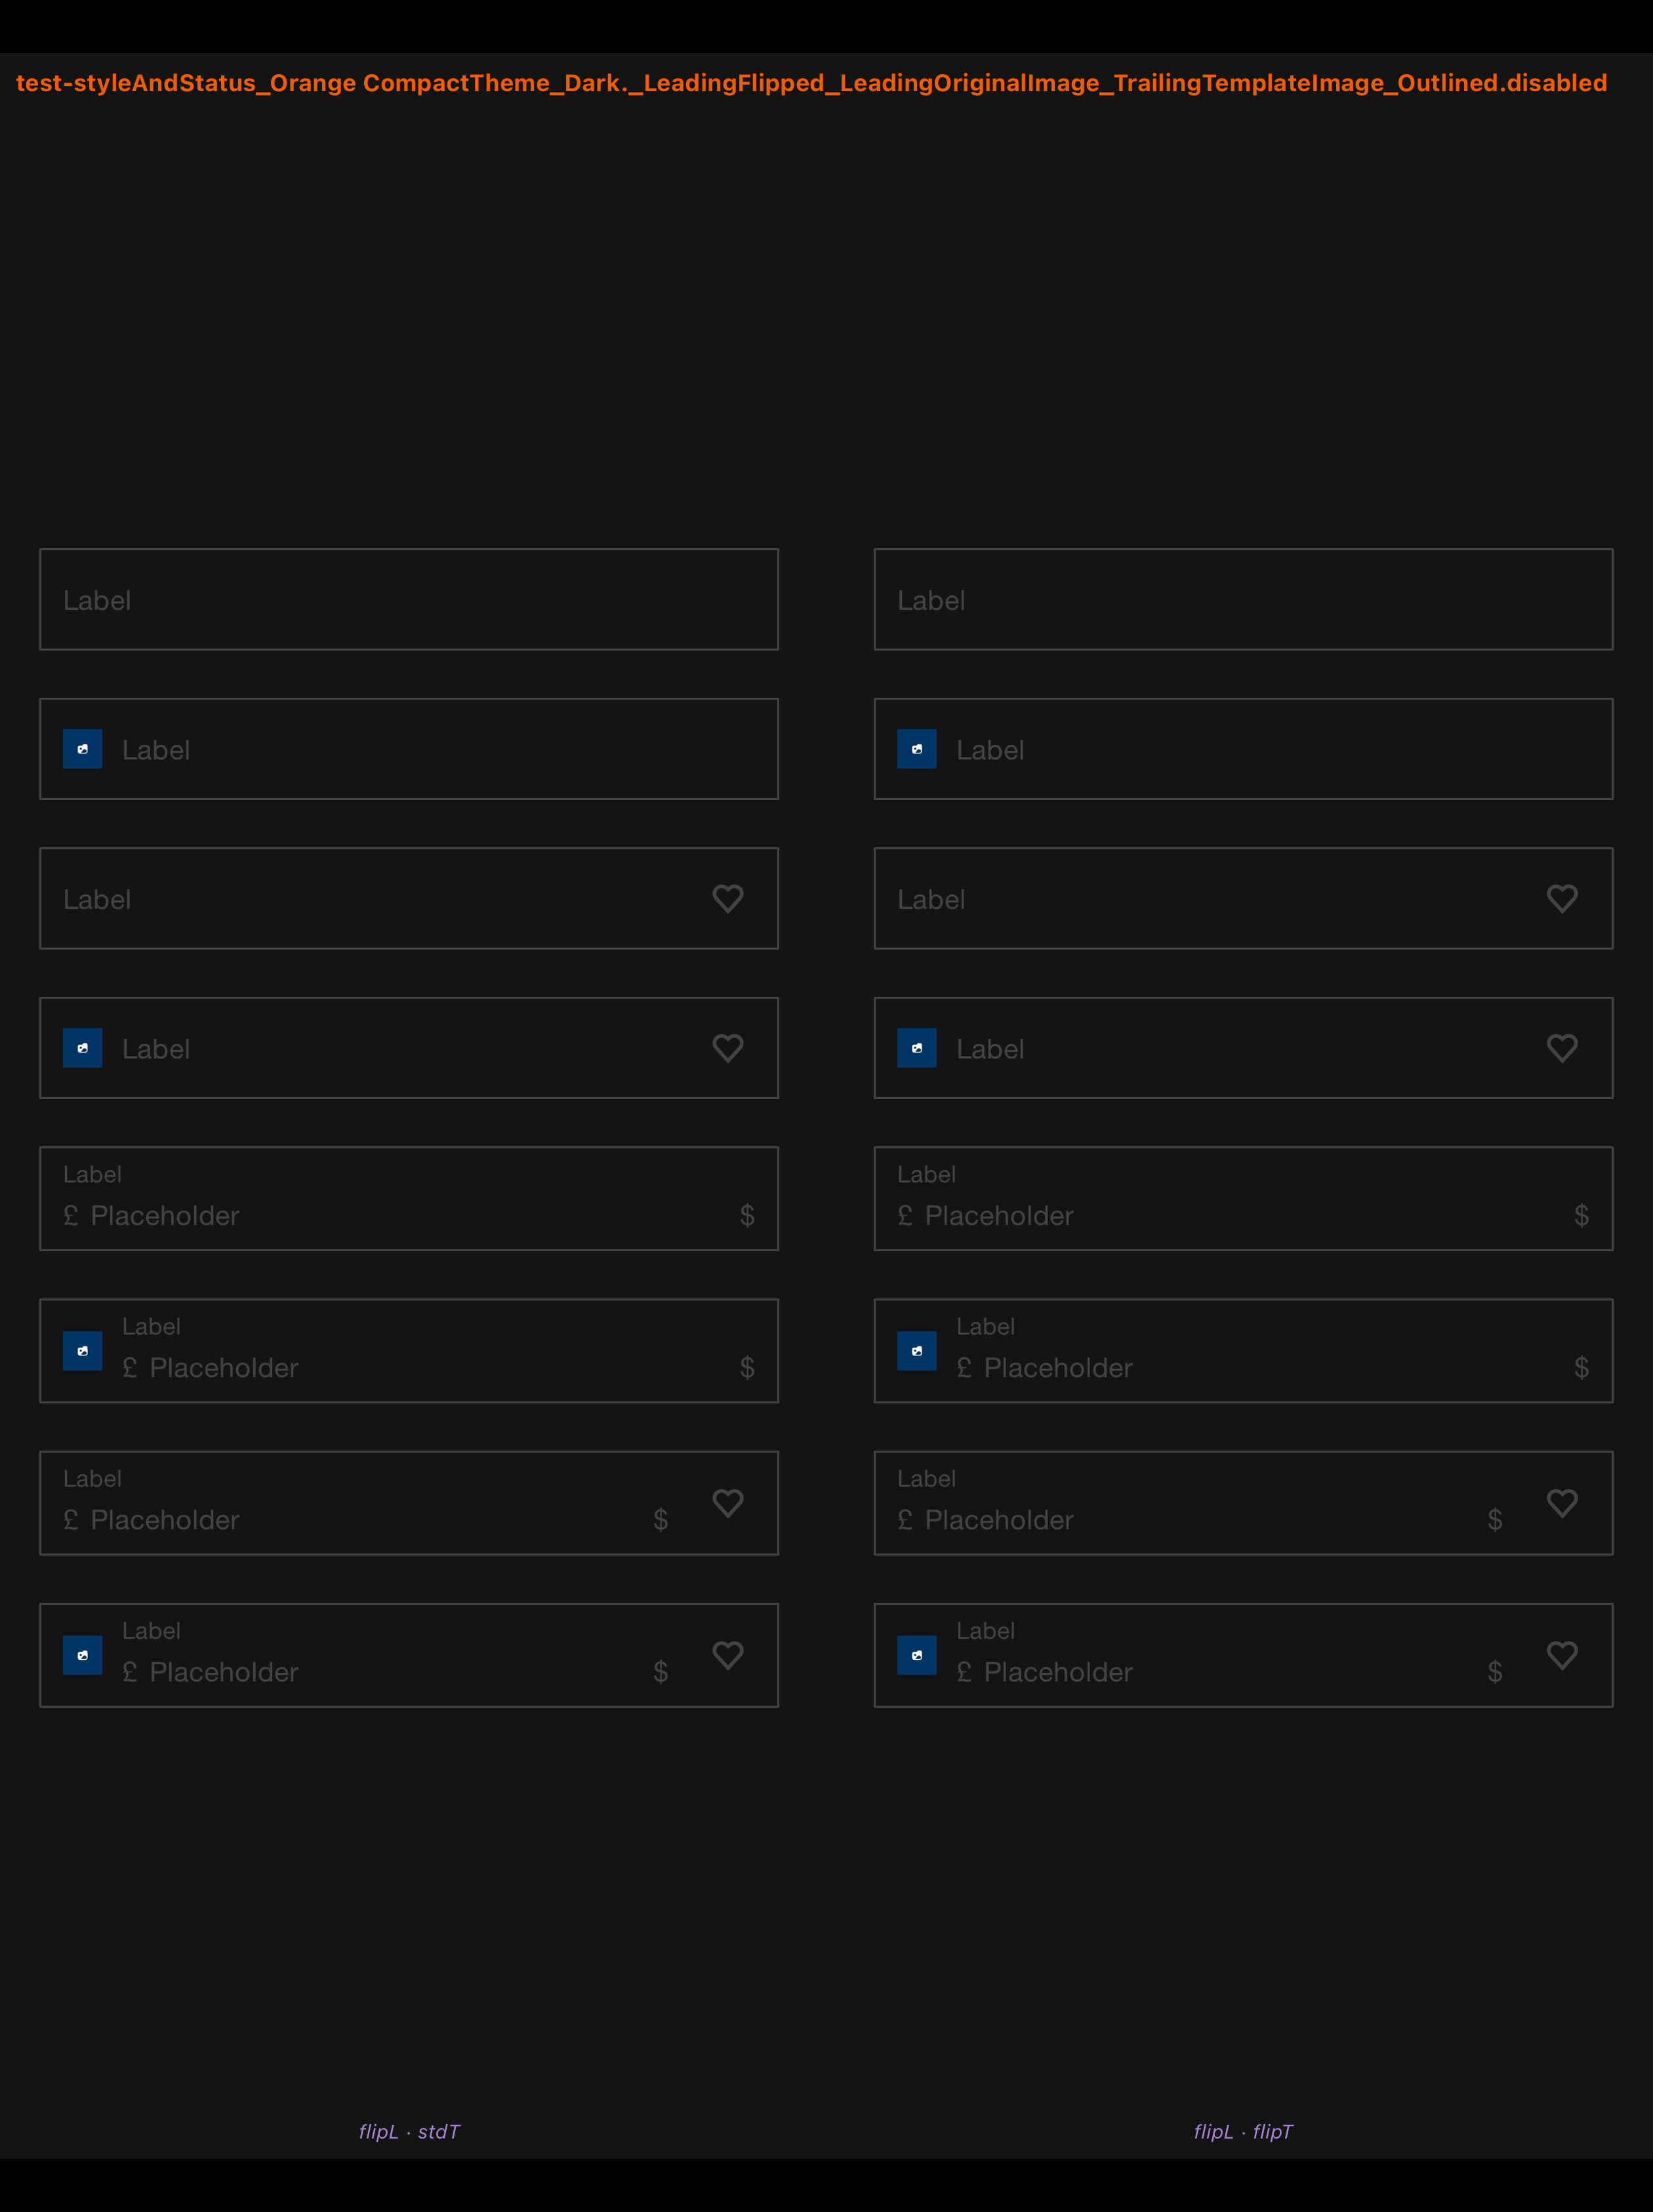 test-styleAndStatus_Orange CompactTheme_Dark._LeadingFlipped_LeadingOriginalImage_TrailingTemplateImage_Outlined.disabled
Label
Label
Label
Label
Label
Label
Label
Label
Label
Label
£ Placeholder $
£ Placeholder $
Label
Label
£ Placeholder $
£ Placeholder $
Label
Label
£ Placeholder $
£ Placeholder $
Label
Label
£ Placeholder $
£ Placeholder $
flipL · stdT
flipL · flipT